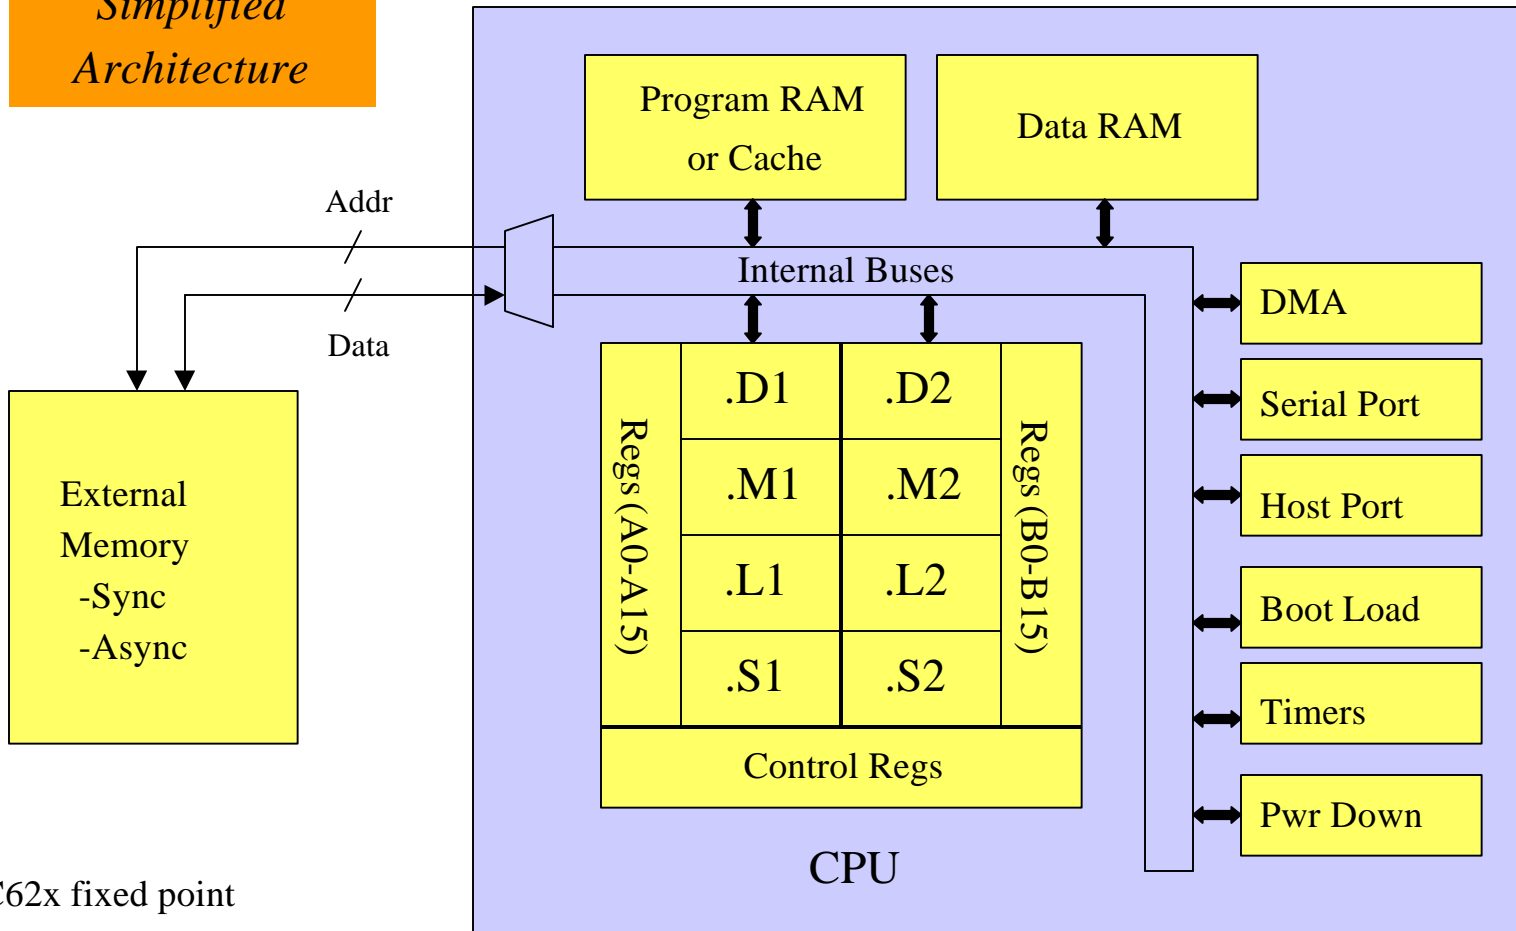 Simplified
Architecture
Program RAM
or Cache
Data RAM
Addr
Internal Buses
Data
DMA
Serial Port
Host Port
Boot Load
Timers
Pwr Down
External
Memory
-Sync
-Async
Regs (A0-A15)
.D1
.D2
.M1
.M2
.L1
.L2
.S1
.S2
Regs (B0-B15)
Control Regs
CPU
C62x fixed point